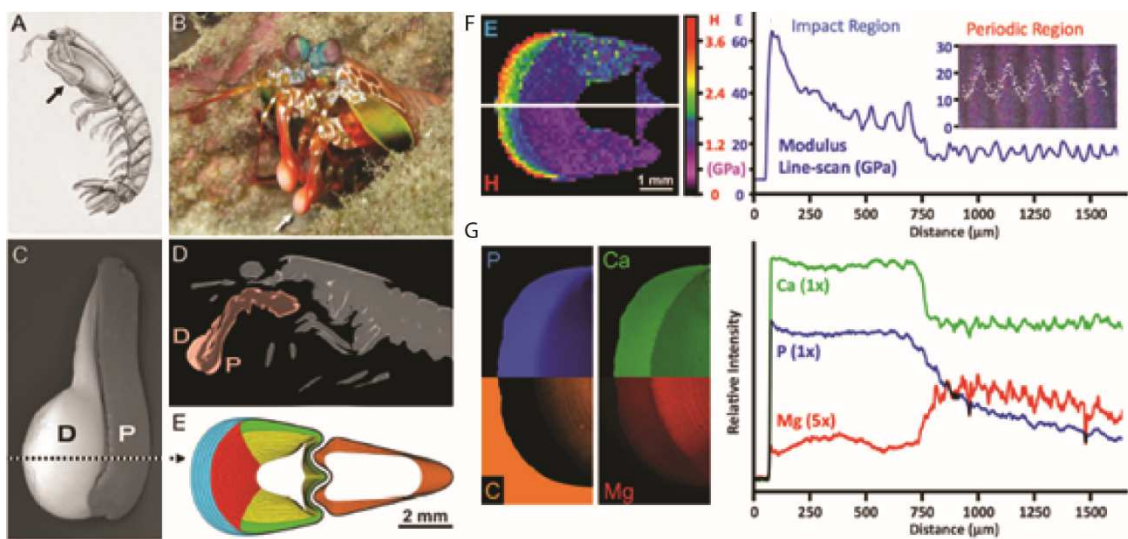 A
B
C
D
P
D
D
P
E
2 mm
F
E
H
1 mm
H E
3.6 60
2.4 40
1.2 20
(GPa)
0 0
Impact Region
Periodic Region
30
20
10
0
Modulus
Line-scan (GPa)
0 250 500 750 1000 1250 1500
Distance (μm)
G
P
Ca
C
Mg
Relative Intensity
Ca (1x)
P (1x)
Mg (5x)
0 250 500 750 1000 1250 1500
Distance (μm)